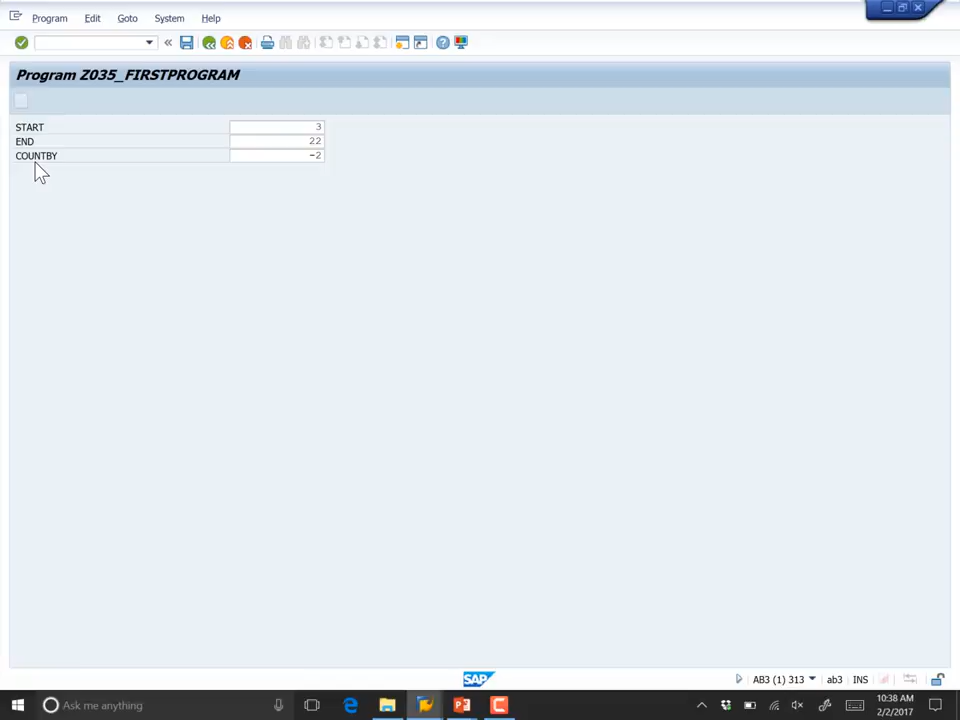 Program Edit Goto System Help
Program Z035_FIRSTPROGRAM
START 3
END 22
COUNTBY -2
SAP
AB3 (1) 313 ab3 INS
Ask me anything
10:38 AM
2/2/2017